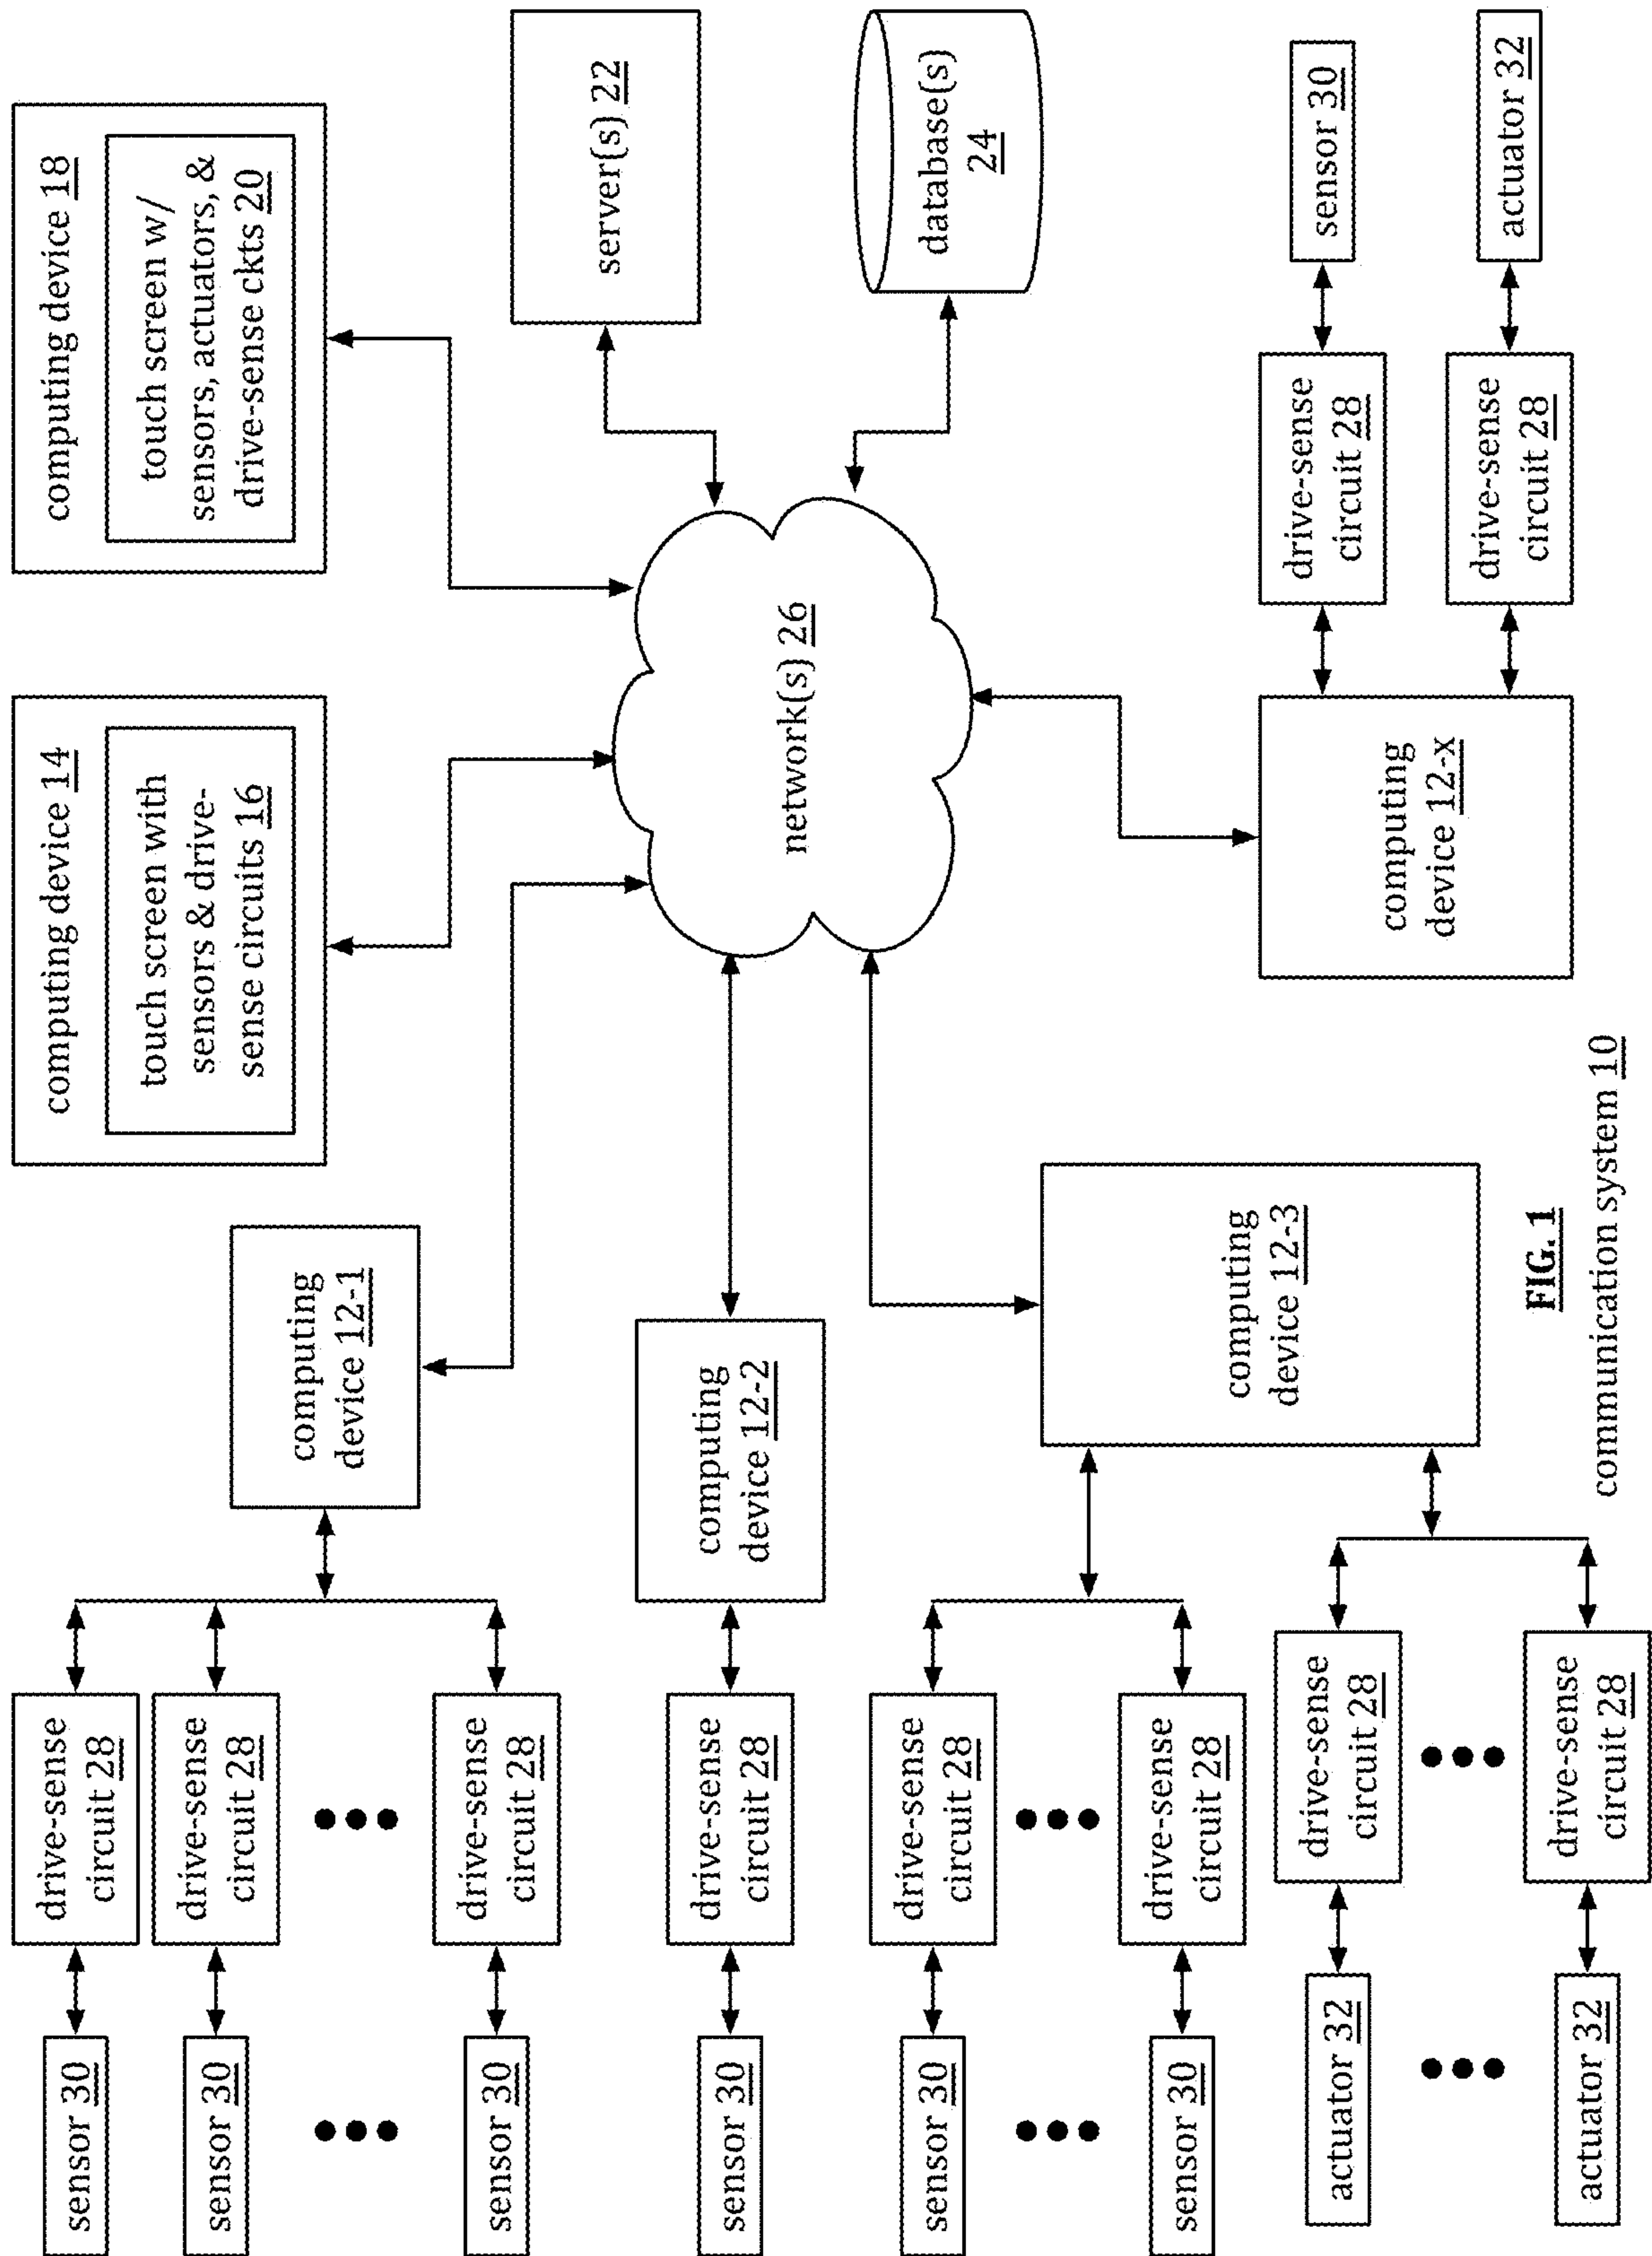 sensor 30
drive-sense
circuit 28
sensor 30
drive-sense
circuit 28
sensor 30
drive-sense
circuit 28
computing
device 12-1
computing device 14
touch screen with
sensors & drive-
sense circuits 16
computing device 18
touch screen w/
sensors, actuators, &
drive-sense ckts 20
server(s) 22
database(s)
24
network(s) 26
sensor 30
drive-sense
circuit 28
computing
device 12-2
sensor 30
drive-sense
circuit 28
sensor 30
drive-sense
circuit 28
computing
device 12-3
actuator 32
drive-sense
circuit 28
actuator 32
drive-sense
circuit 28
computing
device 12-x
drive-sense
circuit 28
sensor 30
drive-sense
circuit 28
actuator 32
FIG. 1
communication system 10